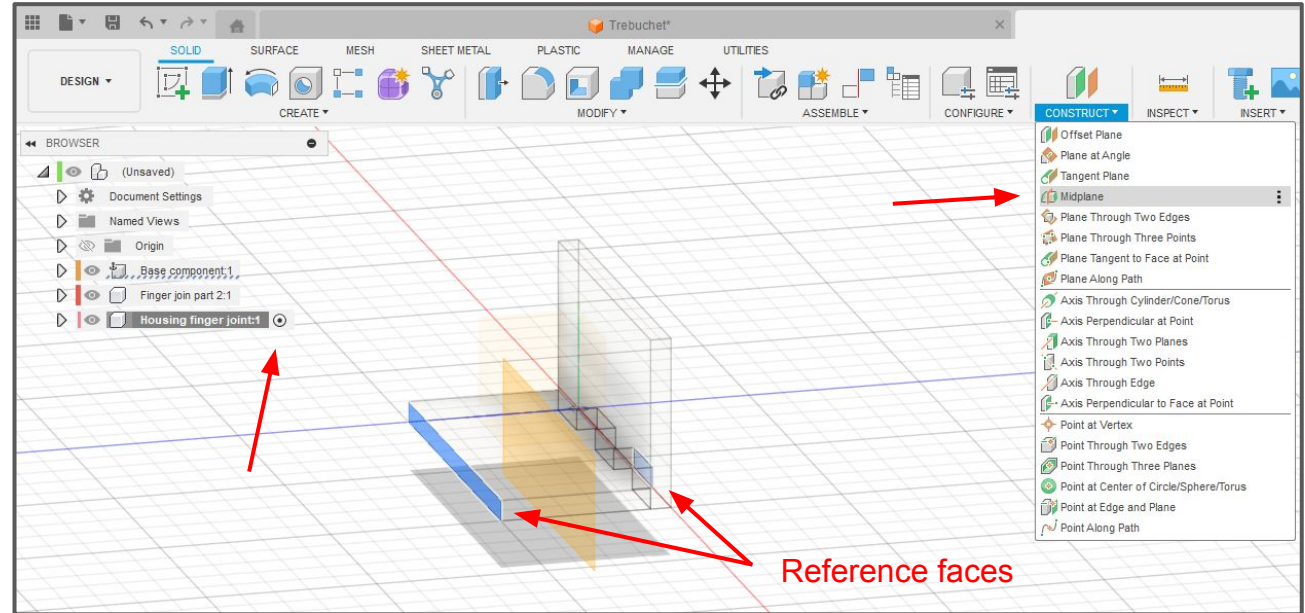 Trebuchet*
SOLID SURFACE MESH SHEET METAL PLASTIC MANAGE UTILITIES
DESIGN
CREATE MODIFY ASSEMBLE CONFIGURE CONSTRUCT INSPECT INSERT
BROWSER
(Unsaved)
Document Settings
Named Views
Origin
Base component:1
Finger join part 2:1
Housing finger joint:1
Offset Plane
Plane at Angle
Tangent Plane
Midplane
Plane Through Two Edges
Plane Through Three Points
Plane Tangent to Face at Point
Plane Along Path
Axis Through Cylinder/Cone/Torus
Axis Perpendicular at Point
Axis Through Two Planes
Axis Through Two Points
Axis Through Edge
Axis Perpendicular to Face at Point
Point at Vertex
Point Through Two Edges
Point Through Three Planes
Point at Center of Circle/Sphere/Torus
Point at Edge and Plane
Point Along Path
Reference faces